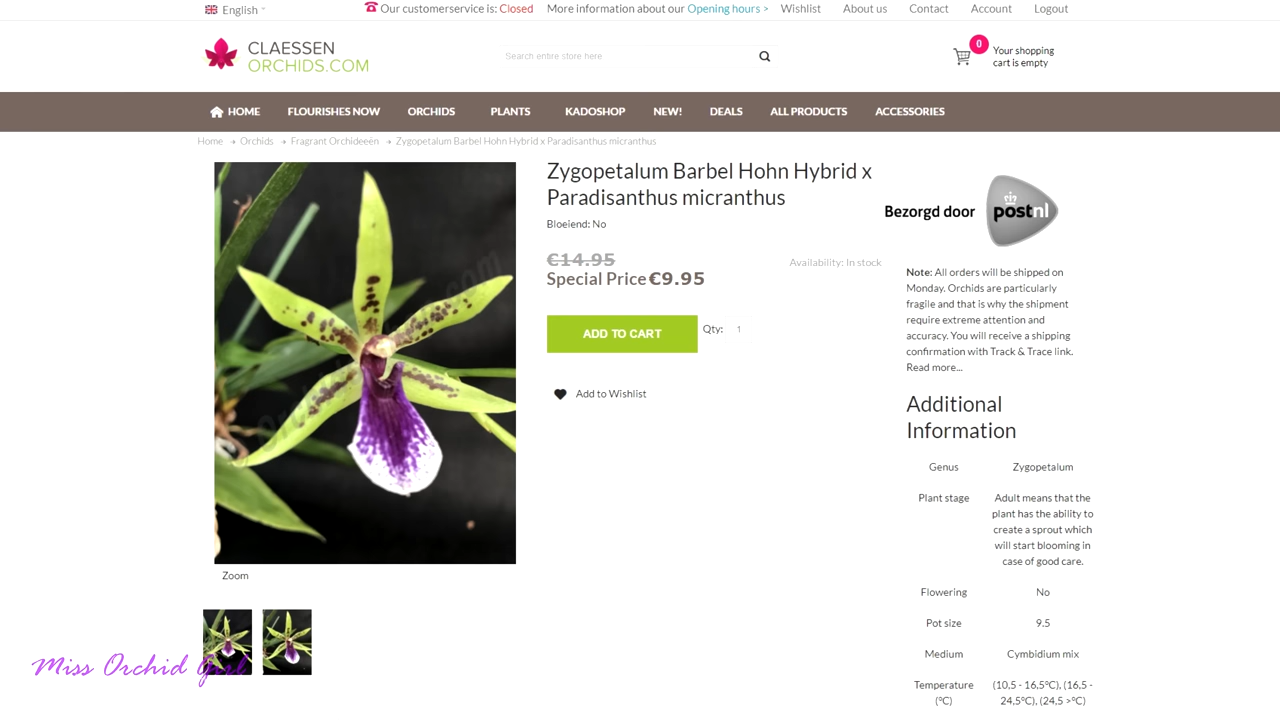 English
Our customerservice is: Closed
More information about our Opening hours >
Wishlist
About us
Contact
Account
Logout
CLAESSEN
ORCHIDS.COM
Search entire store here
0
Your shopping
cart is empty
HOME
FLOURISHES NOW
ORCHIDS
PLANTS
KADOSHOP
NEW!
DEALS
ALL PRODUCTS
ACCESSORIES
Home → Orchids → Fragrant Orchideeën → Zygopetalum Barbel Hohn Hybrid x Paradisanthus micranthus
Zygopetalum Barbel Hohn Hybrid x
Paradisanthus micranthus
Bloeiend: No
€14.95
Special Price €9.95
Availability: In stock
ADD TO CART
Qty: 1
Add to Wishlist
Zoom
Miss Orchid Girl
Bezorgd door
postnl
Note: All orders will be shipped on
Monday. Orchids are particularly
fragile and that is why the shipment
require extreme attention and
accuracy. You will receive a shipping
confirmation with Track & Trace link.
Read more...
Additional
Information
Genus Zygopetalum
Plant stage Adult means that the
plant has the ability to
create a sprout which
will start blooming in
case of good care.
Flowering No
Pot size 9.5
Medium Cymbidium mix
Temperature (10,5 - 16,5°C), (16,5 -
(°C) 24,5°C), (24,5 >°C)